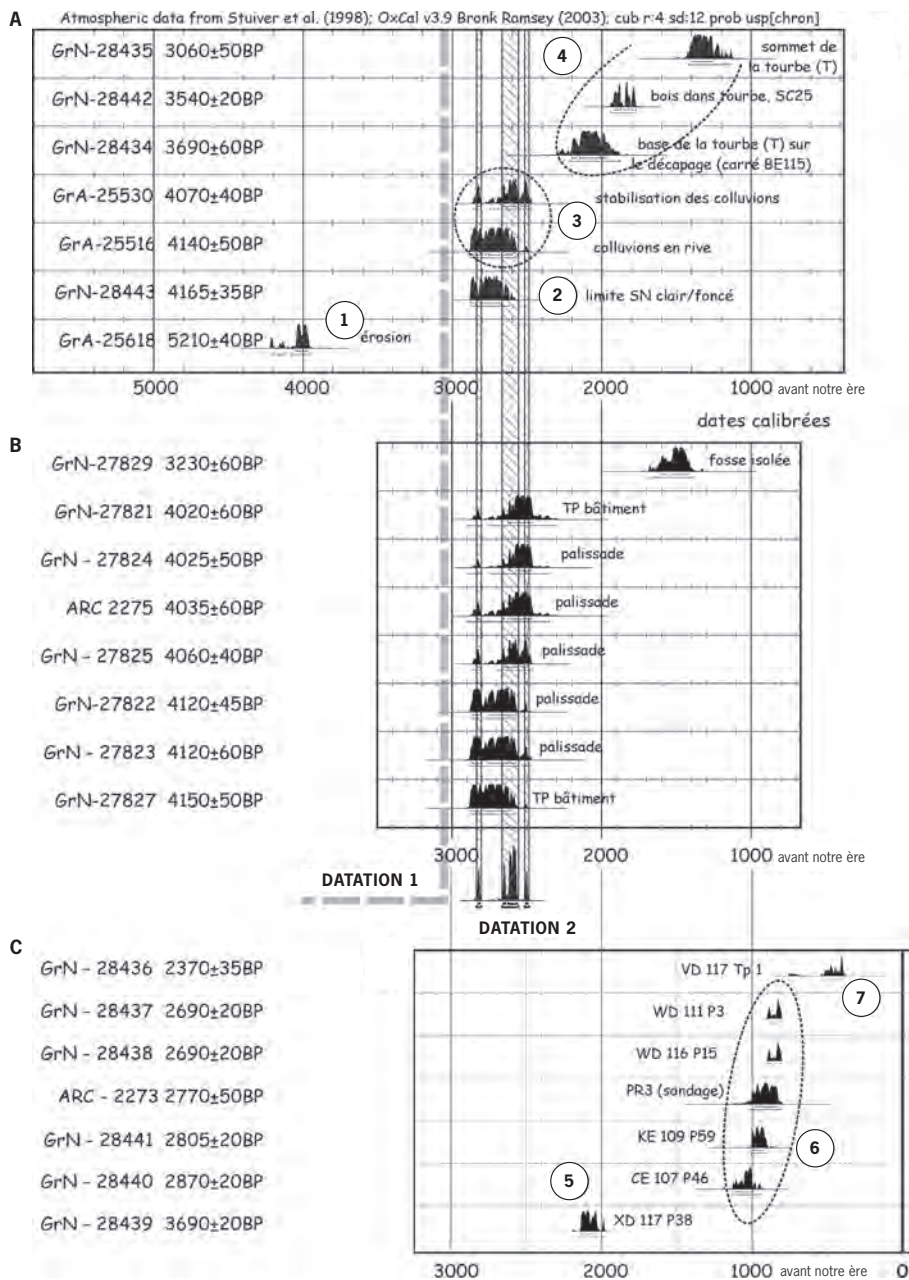 A
Atmospheric data from Stuiver et al. (1998); OxCal v3.9 Bronk Ramsey (2003); cub r:4 sd:12 prob usp[chron]
GrN-28435 3060±50BP
4
sommet de
la tourbe (T)
GrN-28442 3540±20BP
bois dans tourbe, SC25
GrN-28434 3690±60BP
base de la tourbe (T) sur
le décapage (carré BE115)
GrA-25530 4070±40BP
stabilisation des colluvions
3
GrA-25516 4140±50BP
colluvions en rive
GrN-28443 4165±35BP
2
limite SN clair/foncé
GrA-25618 5210±40BP
1
érosion
5000 4000 3000 2000 1000 avant notre ère
dates calibrées
B
GrN-27829 3230±60BP
fosse isolée
GrN-27821 4020±60BP
TP bâtiment
GrN - 27824 4025±50BP
palissade
ARC 2275 4035±60BP
palissade
GrN - 27825 4060±40BP
palissade
GrN-27822 4120±45BP
palissade
GrN - 27823 4120±60BP
palissade
GrN-27827 4150±50BP
TP bâtiment
3000 2000 1000 avant notre ère
DATATION 1
DATATION 2
C
GrN - 28436 2370±35BP
VD 117 Tp 1
7
GrN - 28437 2690±20BP
WD 111 P3
GrN - 28438 2690±20BP
WD 116 P15
ARC - 2273 2770±50BP
PR3 (sondage)
GrN - 28441 2805±20BP
KE 109 P59
6
GrN - 28440 2870±20BP
CE 107 P46
5
GrN - 28439 3690±20BP
XD 117 P38
3000 2000 1000 avant notre ère 0